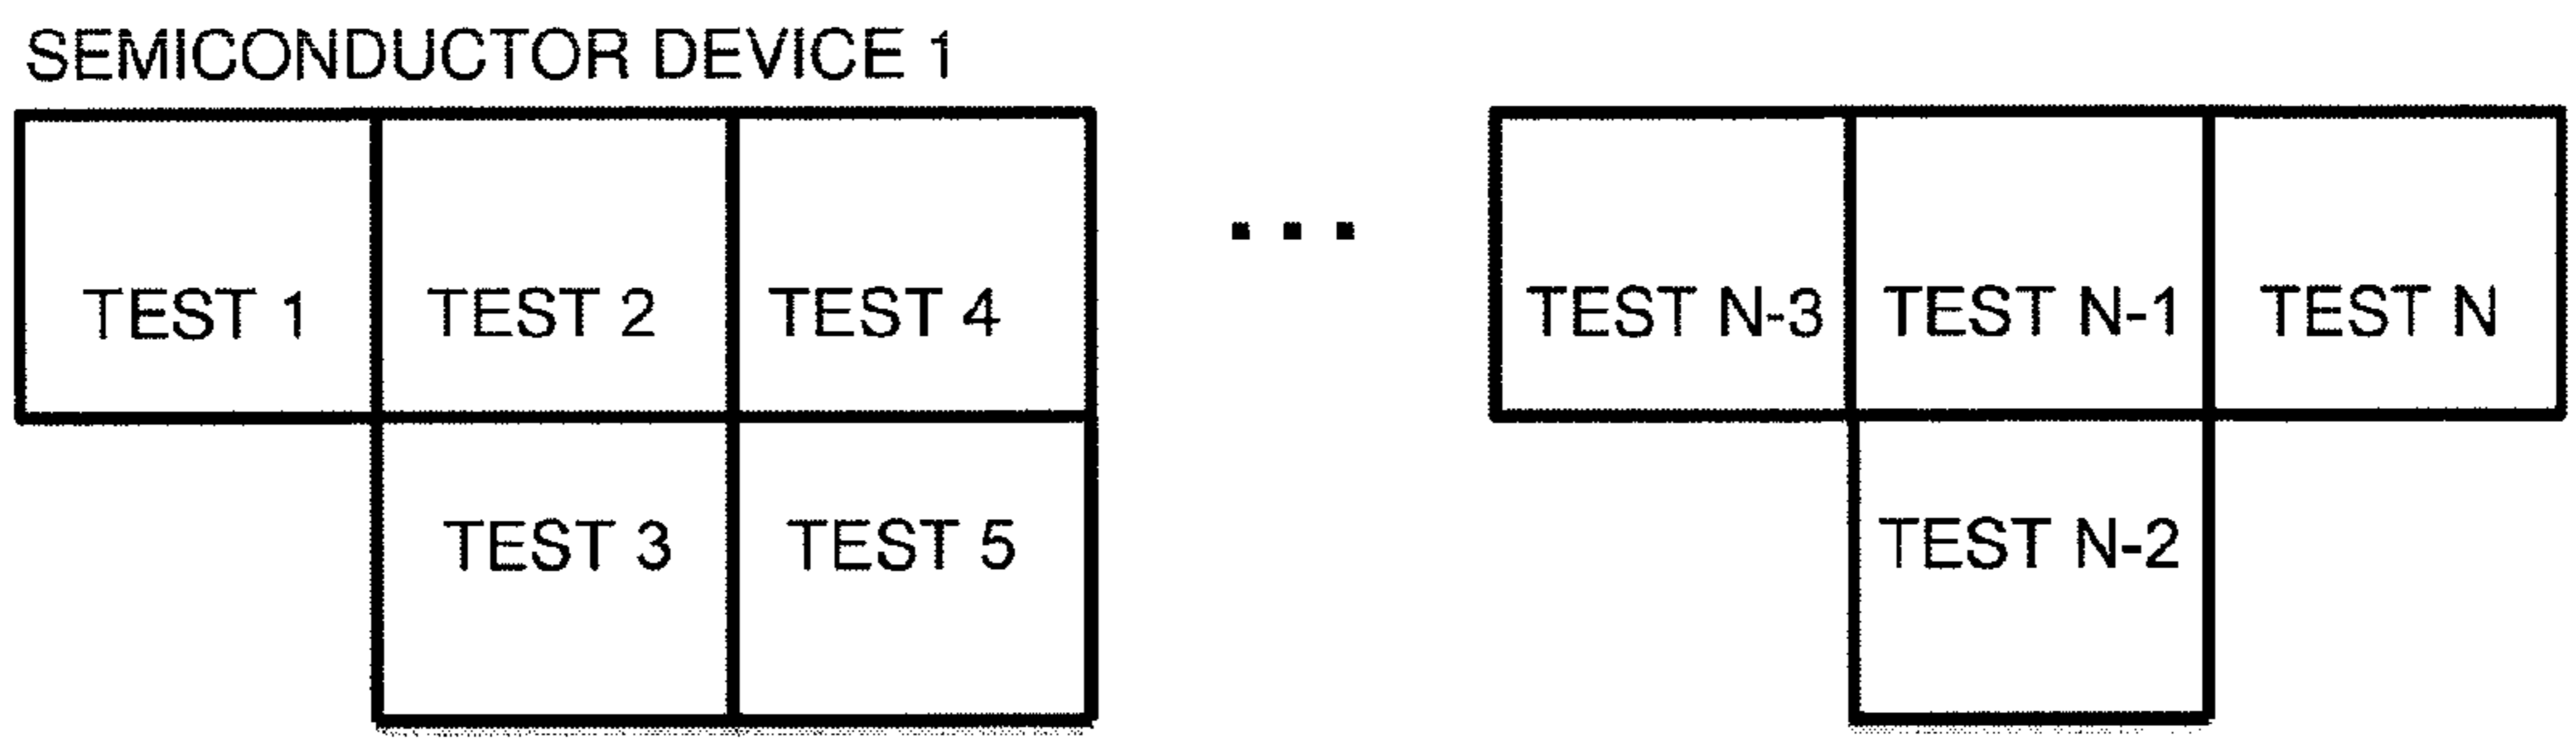 SEMICONDUCTOR DEVICE 1
TEST 1 TEST 2 TEST 4 ... TEST N-3 TEST N-1 TEST N
TEST 3 TEST 5 TEST N-2